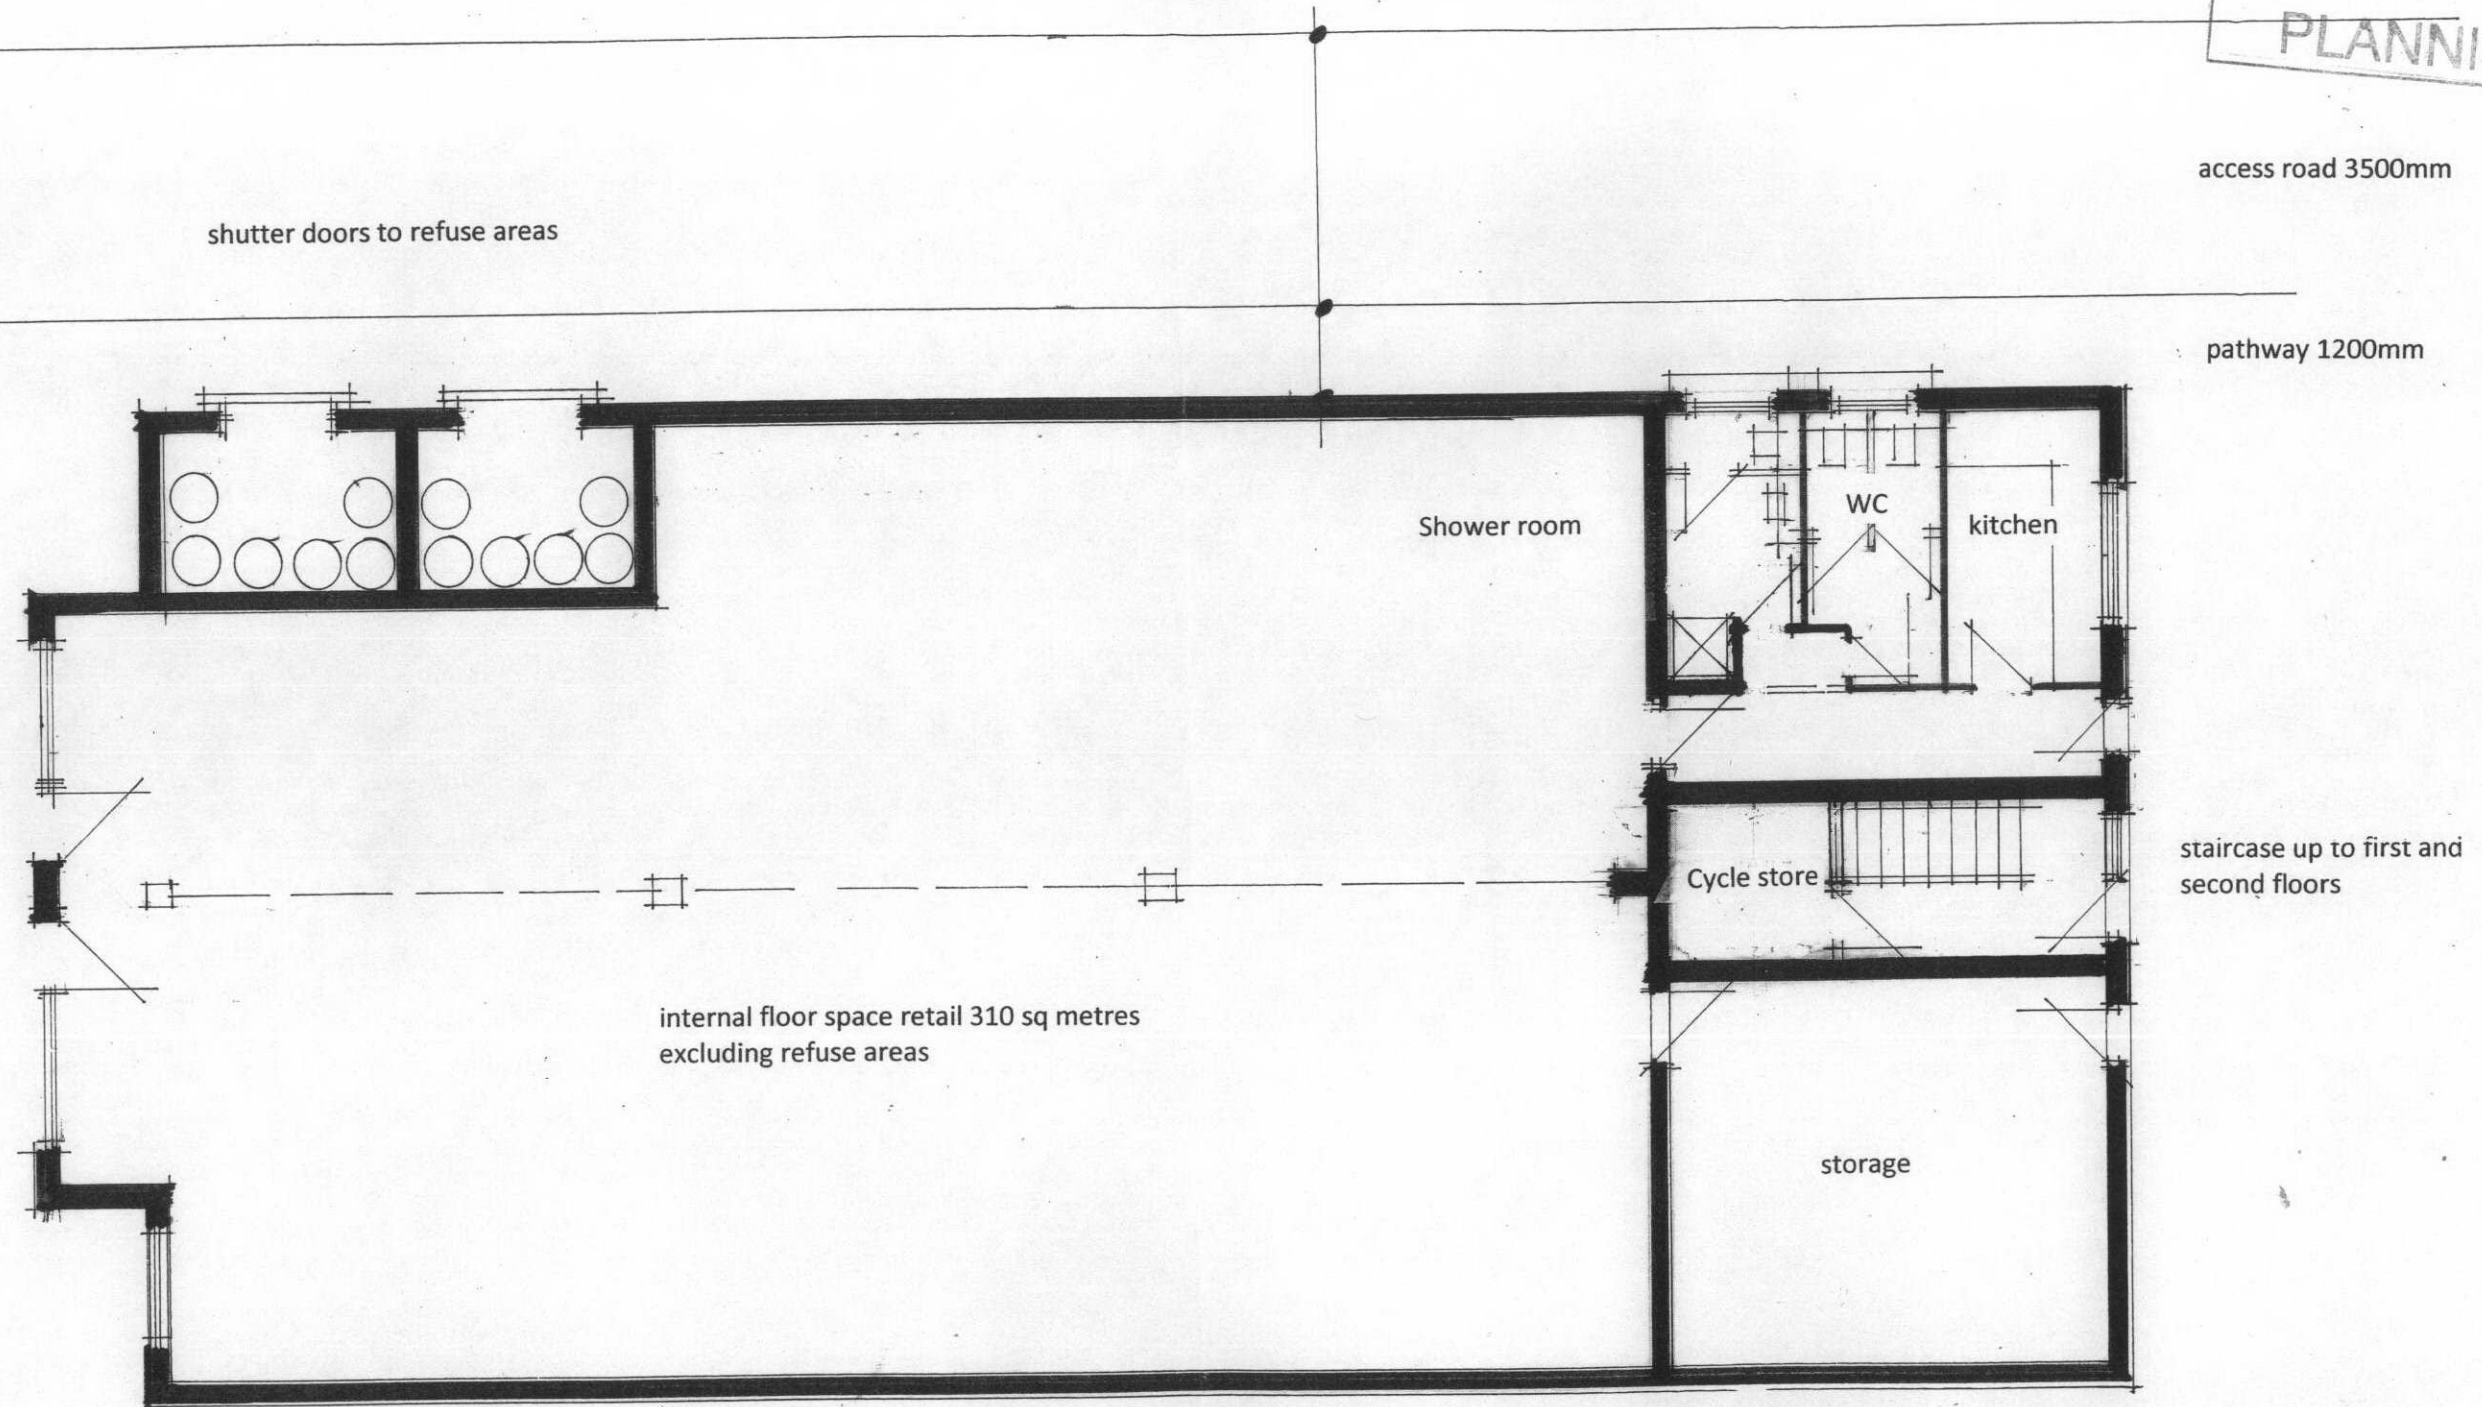 PLANNI
access road 3500mm
shutter doors to refuse areas
pathway 1200mm
Shower room
WC
kitchen
Cycle store
staircase up to first and
second floors
internal floor space retail 310 sq metres
excluding refuse areas
storage